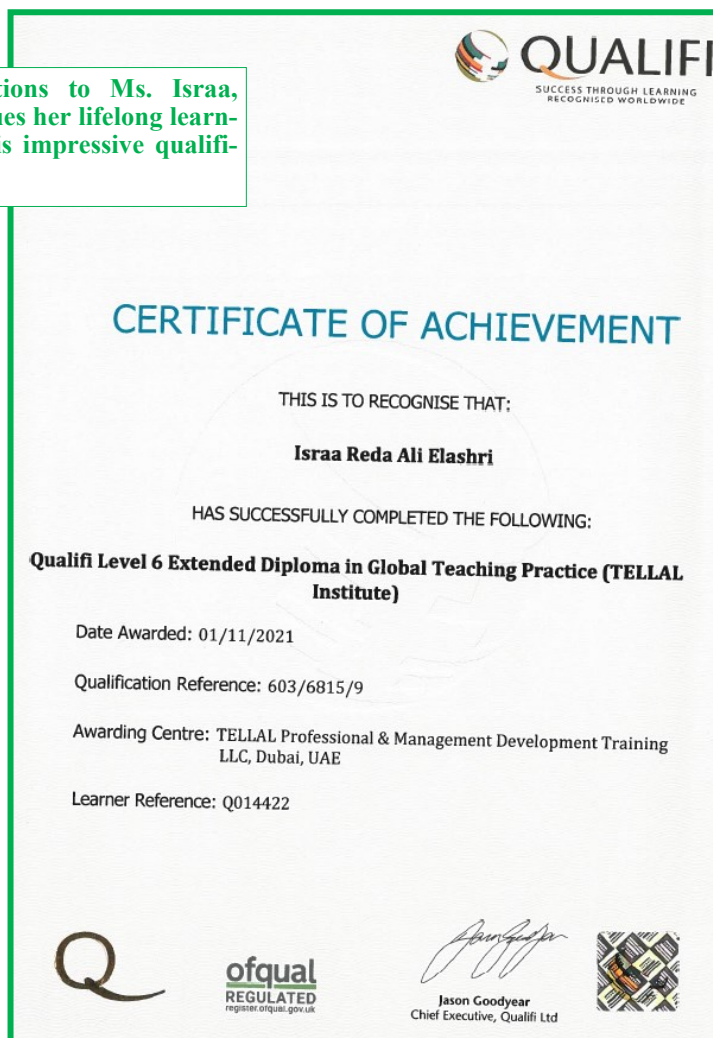 QUALIFI
SUCCESS THROUGH LEARNING
RECOGNISED WORLDWIDE
tions to Ms. Israa,
ues her lifelong learn-
is impressive qualifi-
CERTIFICATE OF ACHIEVEMENT
THIS IS TO RECOGNISE THAT:
Israa Reda Ali Elashri
HAS SUCCESSFULLY COMPLETED THE FOLLOWING:
Qualifi Level 6 Extended Diploma in Global Teaching Practice (TELLAL
Institute)
Date Awarded: 01/11/2021
Qualification Reference: 603/6815/9
Awarding Centre: TELLAL Professional & Management Development Training
LLC, Dubai, UAE
Learner Reference: Q014422
Q
ofqual
REGULATED
register.ofqual.gov.uk
Jason Goodyear
Chief Executive, Qualifi Ltd